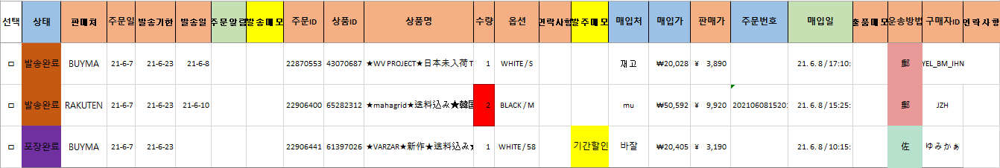 선택 상태 판매처 주문일 발송기한 발송일 주문알림 발송메모 주문ID 상품ID 상품명 수량 옵션 연락사항 발주메모 매입처 매입가 판매가 주문번호 매입일 출품메모 운송방법 구매자ID 연락사항
발송완료 BUYMA 21-6-7 21-6-23 21-6-8 22870553 43070687 ★WV PROJECT★日本未入荷 T 1 WHITE / S 재고 ₩20,028 ¥ 3,890 21. 6. 8 / 17:10: 郵 YEL_BM_IHN
발송완료 RAKUTEN 21-6-7 21-6-23 21-6-10 22906400 65282312 ★mahagrid★送料込み★韓国 2 BLACK / M mu ₩50,592 ¥ 9,920 2021060815201 21. 6. 8 / 15:25: 郵 JZH
포장완료 BUYMA 21-6-7 21-6-23 22906441 61397026 ★VARZAR★新作★送料込み★ 1 WHITE / 58 기간할인 바잘 ₩20,405 ¥ 3,190 21. 6. 8 / 10:15: 佐 ゆみかぁ